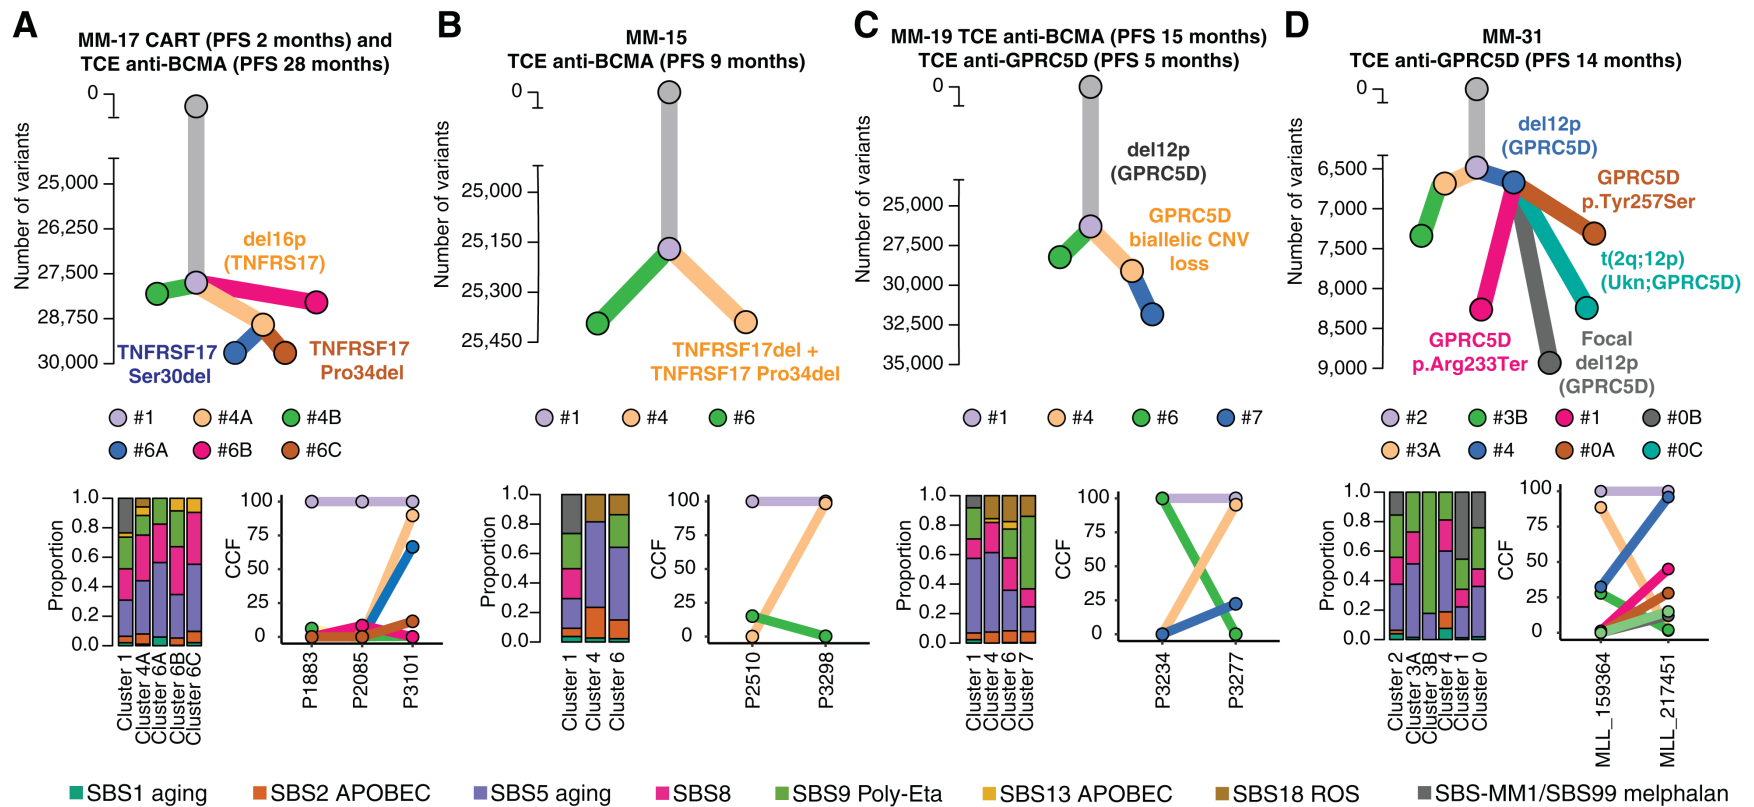 A
MM-17 CART (PFS 2 months) and
TCE anti-BCMA (PFS 28 months)
Number of variants
0
25,000
26,250
27,500
28,750
30,000
del16p
(TNFRS17)
TNFRSF17
Ser30del
TNFRSF17
Pro34del
#1
#4A
#4B
#6A
#6B
#6C
Proportion
1.0
0.8
0.6
0.4
0.2
0.0
Cluster 1
Cluster 4A
Cluster 6A
Cluster 6B
Cluster 6C
CCF
100
75
50
25
0
P1883
P2085
P3101
B
MM-15
TCE anti-BCMA (PFS 9 months)
Number of variants
0
25,000
25,150
25,300
25,450
TNFRSF17del +
TNFRSF17 Pro34del
#1
#4
#6
Proportion
1.0
0.8
0.6
0.4
0.2
0.0
Cluster 1
Cluster 4
Cluster 6
CCF
100
75
50
25
0
P2510
P3298
C
MM-19 TCE anti-BCMA (PFS 15 months)
TCE anti-GPRC5D (PFS 5 months)
Number of variants
0
25,000
27,500
30,000
32,500
35,000
del12p
(GPRC5D)
GPRC5D
biallelic CNV
loss
#1
#4
#6
#7
Proportion
1.0
0.8
0.6
0.4
0.2
0.0
Cluster 1
Cluster 4
Cluster 6
Cluster 7
CCF
100
75
50
25
0
P3234
P3277
D
MM-31
TCE anti-GPRC5D (PFS 14 months)
Number of variants
0
6,500
7,000
7,500
8,000
8,500
9,000
del12p
(GPRC5D)
GPRC5D
p.Tyr257Ser
t(2q;12p)
(Ukn;GPRC5D)
GPRC5D
p.Arg233Ter
Focal
del12p
(GPRC5D)
#2
#3B
#1
#0B
#3A
#4
#0A
#0C
Proportion
1.0
0.8
0.6
0.4
0.2
0.0
Cluster 2
Cluster 3A
Cluster 3B
Cluster 4
Cluster 1
Cluster 0
CCF
100
75
50
25
0
MLL_159364
MLL_217451
SBS1 aging
SBS2 APOBEC
SBS5 aging
SBS8
SBS9 Poly-Eta
SBS13 APOBEC
SBS18 ROS
SBS-MM1/SBS99 melphalan